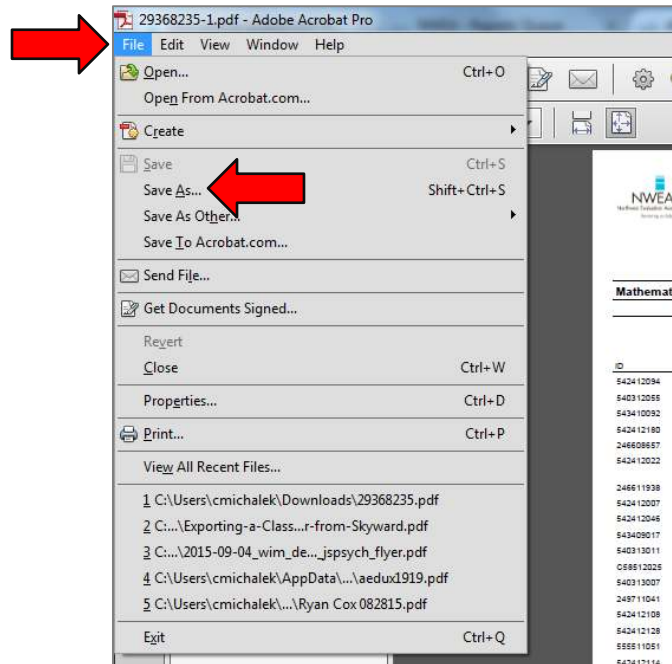 29368235-1.pdf - Adobe Acrobat Pro
File Edit View Window Help
Open... Ctrl+O
Open From Acrobat.com...
Create
Save Ctrl+S
Save As... Shift+Ctrl+S
Save As Other...
Save To Acrobat.com...
Send File...
Get Documents Signed...
Revert
Close Ctrl+W
Properties... Ctrl+D
Print... Ctrl+P
View All Recent Files...
1 C:\Users\cmichalek\Downloads\29368235.pdf
2 C:...\Exporting-a-Class...r-from-Skyward.pdf
3 C:...\2015-09-04_wim_de..._jspsych_flyer.pdf
4 C:\Users\cmichalek\AppData\...\aedux1919.pdf
5 C:\Users\cmichalek\...\Ryan Cox 082815.pdf
Exit Ctrl+Q
NWEA
Mathemat
ID
542412094
540312055
543410092
542412180
246608657
542412022
246611938
542412007
542412046
543409017
540313011
GS8512025
540313007
249711041
542412108
542412128
555511051
542412114